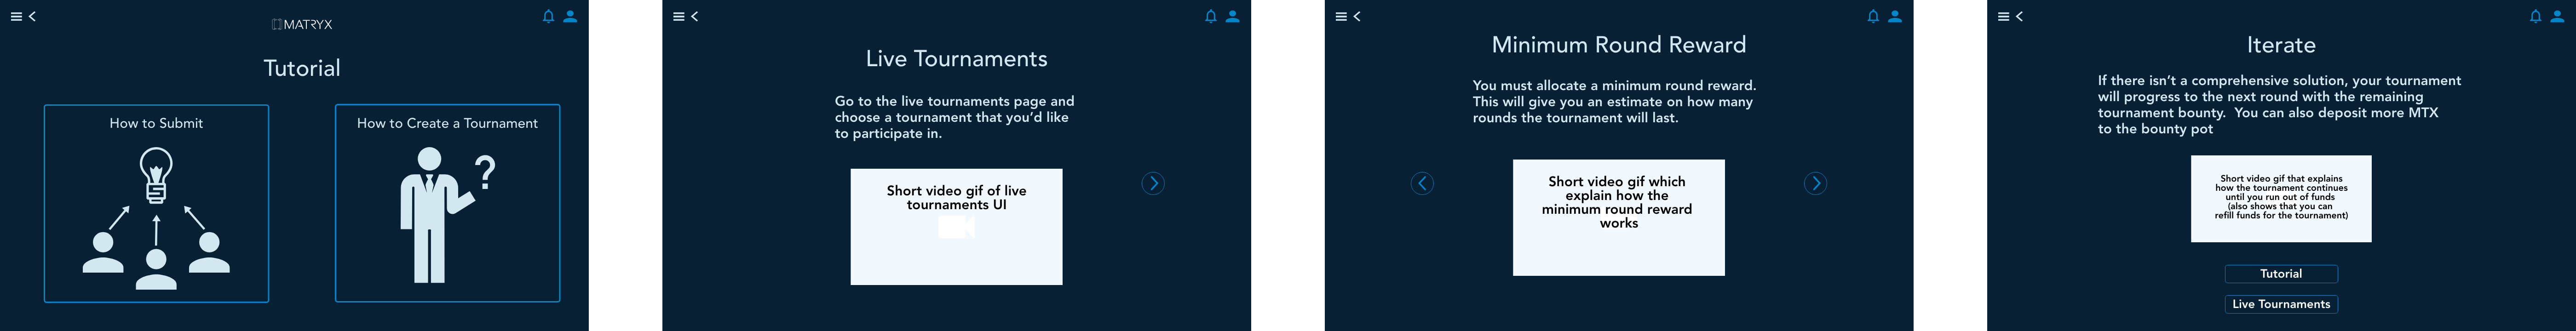 MATRYX
Tutorial
How to Submit
How to Create a Tournament
?
Live Tournaments
Go to the live tournaments page and
choose a tournament that you’d like
to participate in.
Short video gif of live
tournaments UI
Minimum Round Reward
You must allocate a minimum round reward.
This will give you an estimate on how many
rounds the tournament will last.
Short video gif which
explain how the
minimum round reward
works
Iterate
If there isn’t a comprehensive solution, your tournament
will progress to the next round with the remaining
tournament bounty.  You can also deposit more MTX
to the bounty pot
Short video gif that explains
how the tournament continues
until you run out of funds
(also shows that you can
refill funds for the tournament)
Tutorial
Live Tournaments